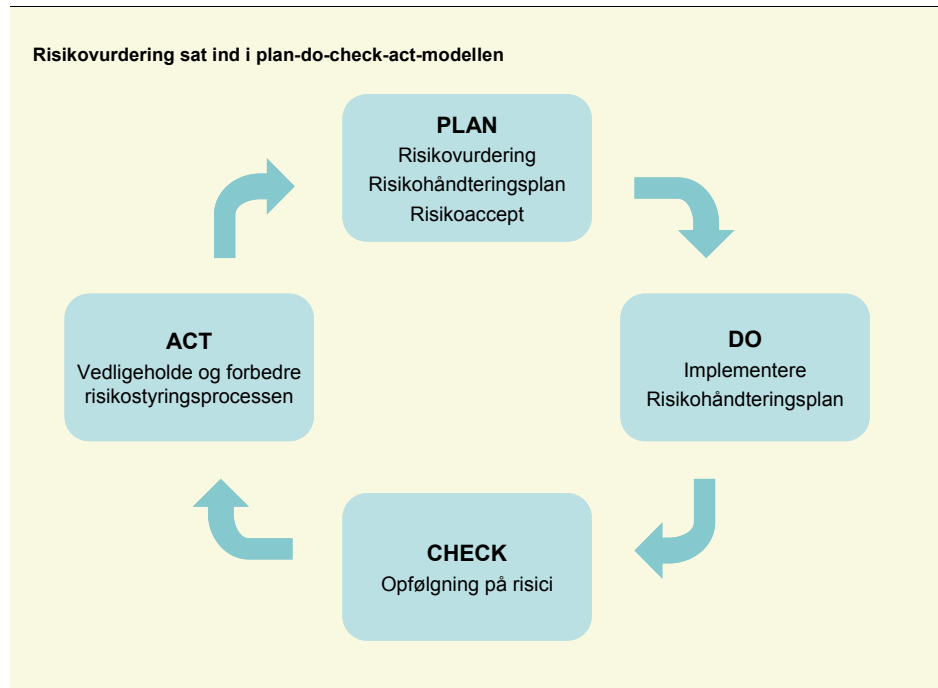 Risikovurdering sat ind i plan-do-check-act-modellen
PLAN
Risikovurdering
Risikohåndteringsplan
Risikoaccept
DO
Implementere
Risikohåndteringsplan
CHECK
Opfølgning på risici
ACT
Vedligeholde og forbedre
risikostyringsprocessen